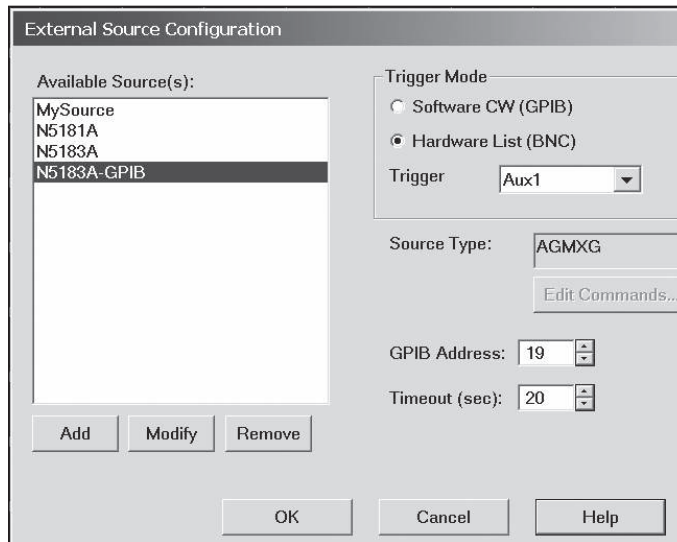 External Source Configuration
Available Source(s):
MySource
N5181A
N5183A
N5183A-GPIB
Add
Modify
Remove
Trigger Mode
Software CW (GPIB)
Hardware List (BNC)
Trigger
Aux1
Source Type:
AGMXG
Edit Commands...
GPIB Address:
19
Timeout (sec):
20
OK
Cancel
Help